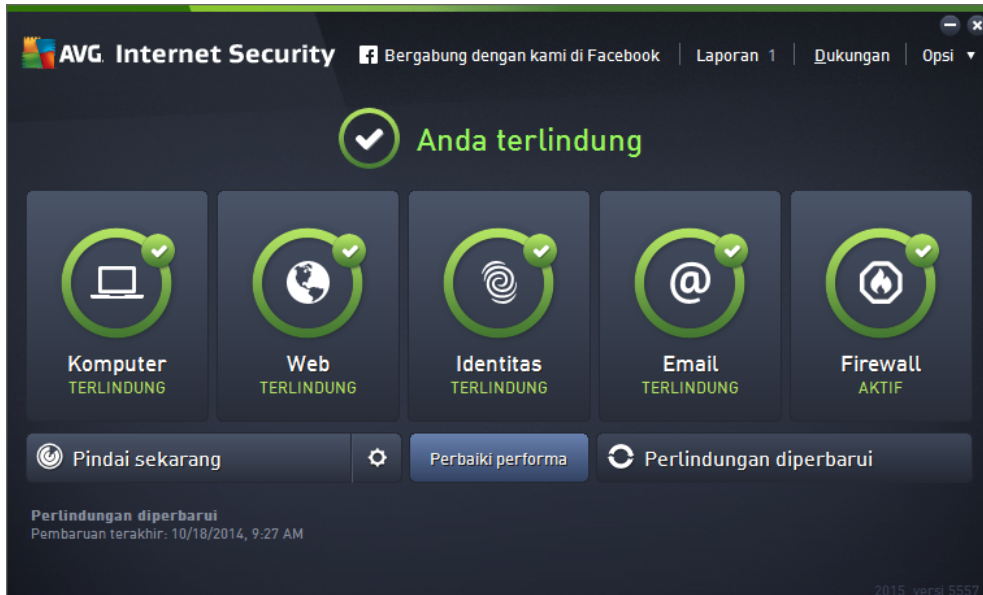 AVG Internet Security
Bergabung dengan kami di Facebook
Laporan 1
Dukungan
Opsi
Anda terlindung
Komputer
TERLINDUNG
Web
TERLINDUNG
Identitas
TERLINDUNG
@
Email
TERLINDUNG
Firewall
AKTIF
Pindai sekarang
Perbaiki performa
Perlindungan diperbarui
Perlindungan diperbarui
Pembaruan terakhir: 10/18/2014, 9:27 AM
2015 versi 5557